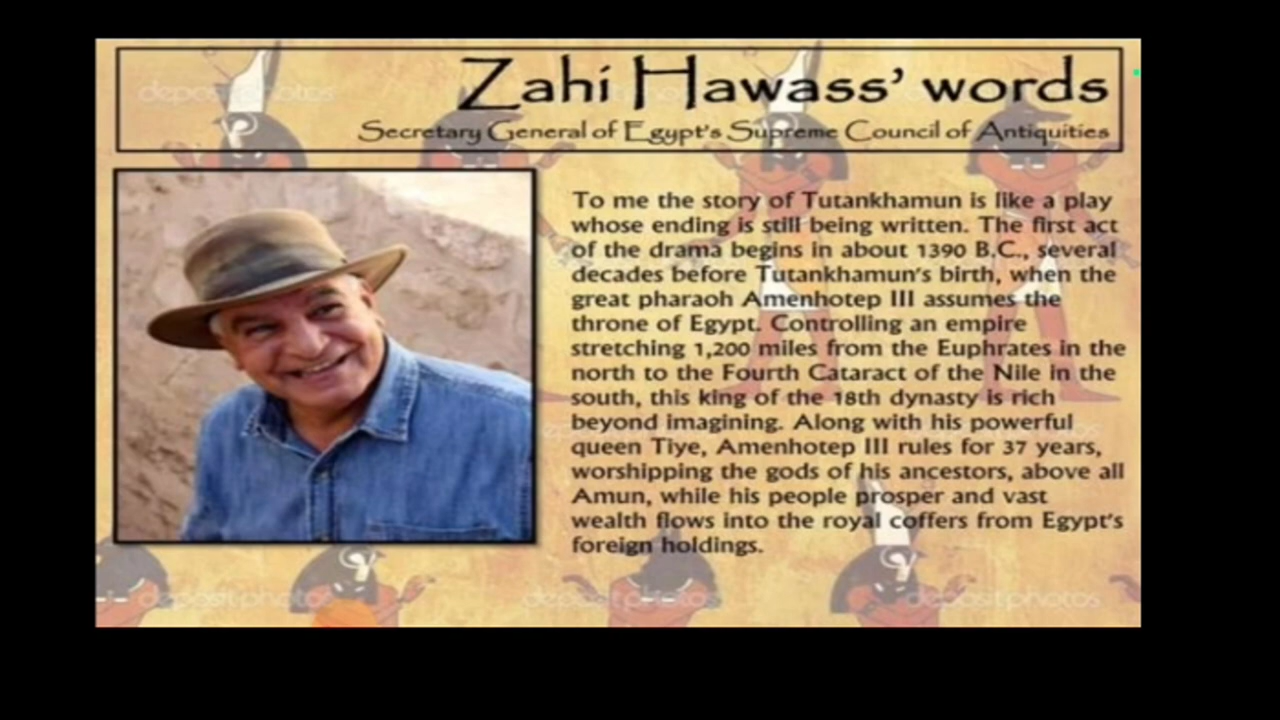 Zahi Hawass’ words
Secretary General of Egypt’s Supreme Council of Antiquities
To me the story of Tutankhamun is like a play
whose ending is still being written. The first act
of the drama begins in about 1390 B.C., several
decades before Tutankhamun's birth, when the
great pharaoh Amenhotep III assumes the
throne of Egypt. Controlling an empire
stretching 1,200 miles from the Euphrates in the
north to the Fourth Cataract of the Nile in the
south, this king of the 18th dynasty is rich
beyond imagining. Along with his powerful
queen Tiye, Amenhotep III rules for 37 years,
worshipping the gods of his ancestors, above all
Amun, while his people prosper and vast
wealth flows into the royal coffers from Egypt's
foreign holdings.
depositphotos
depositphotos
depositphotos
depositphotos